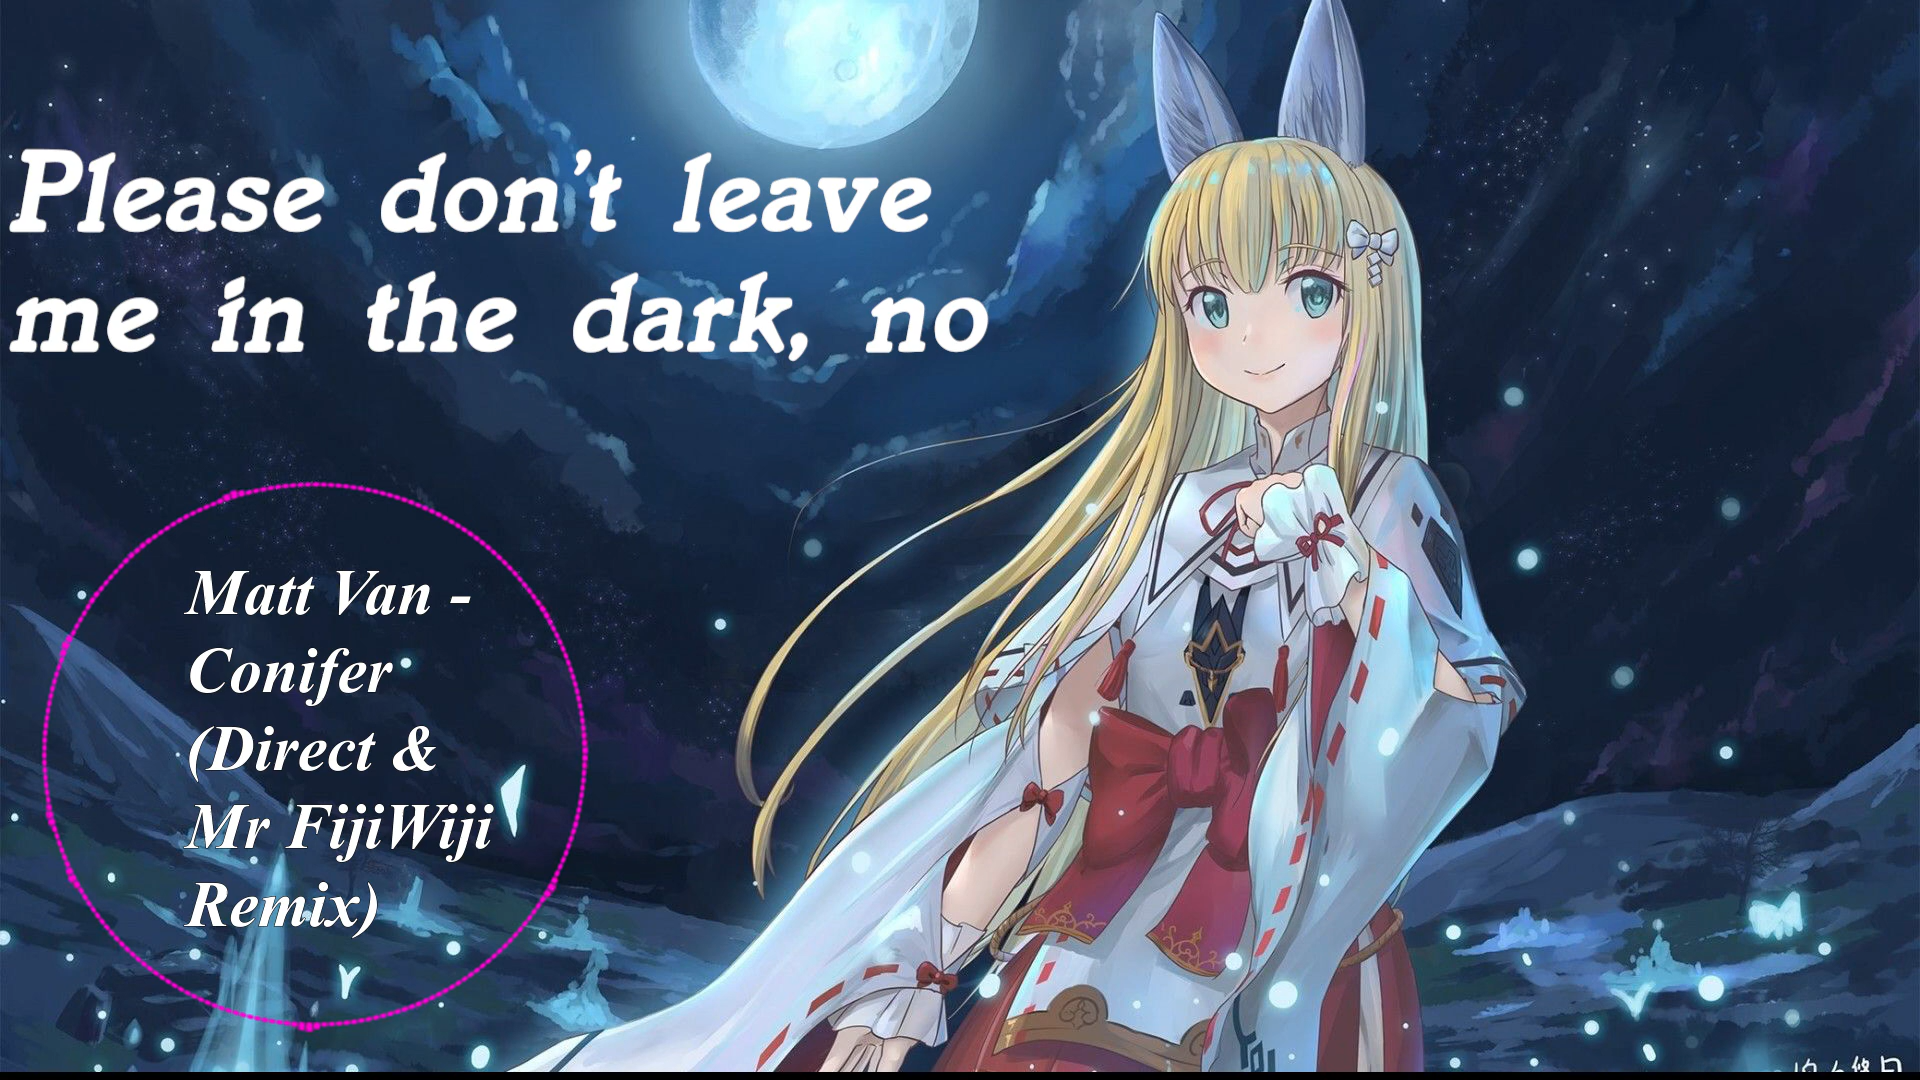 Please don't leave
me in the dark, no
Matt Van -
Conifer
(Direct &
Mr FijiWiji
Remix)